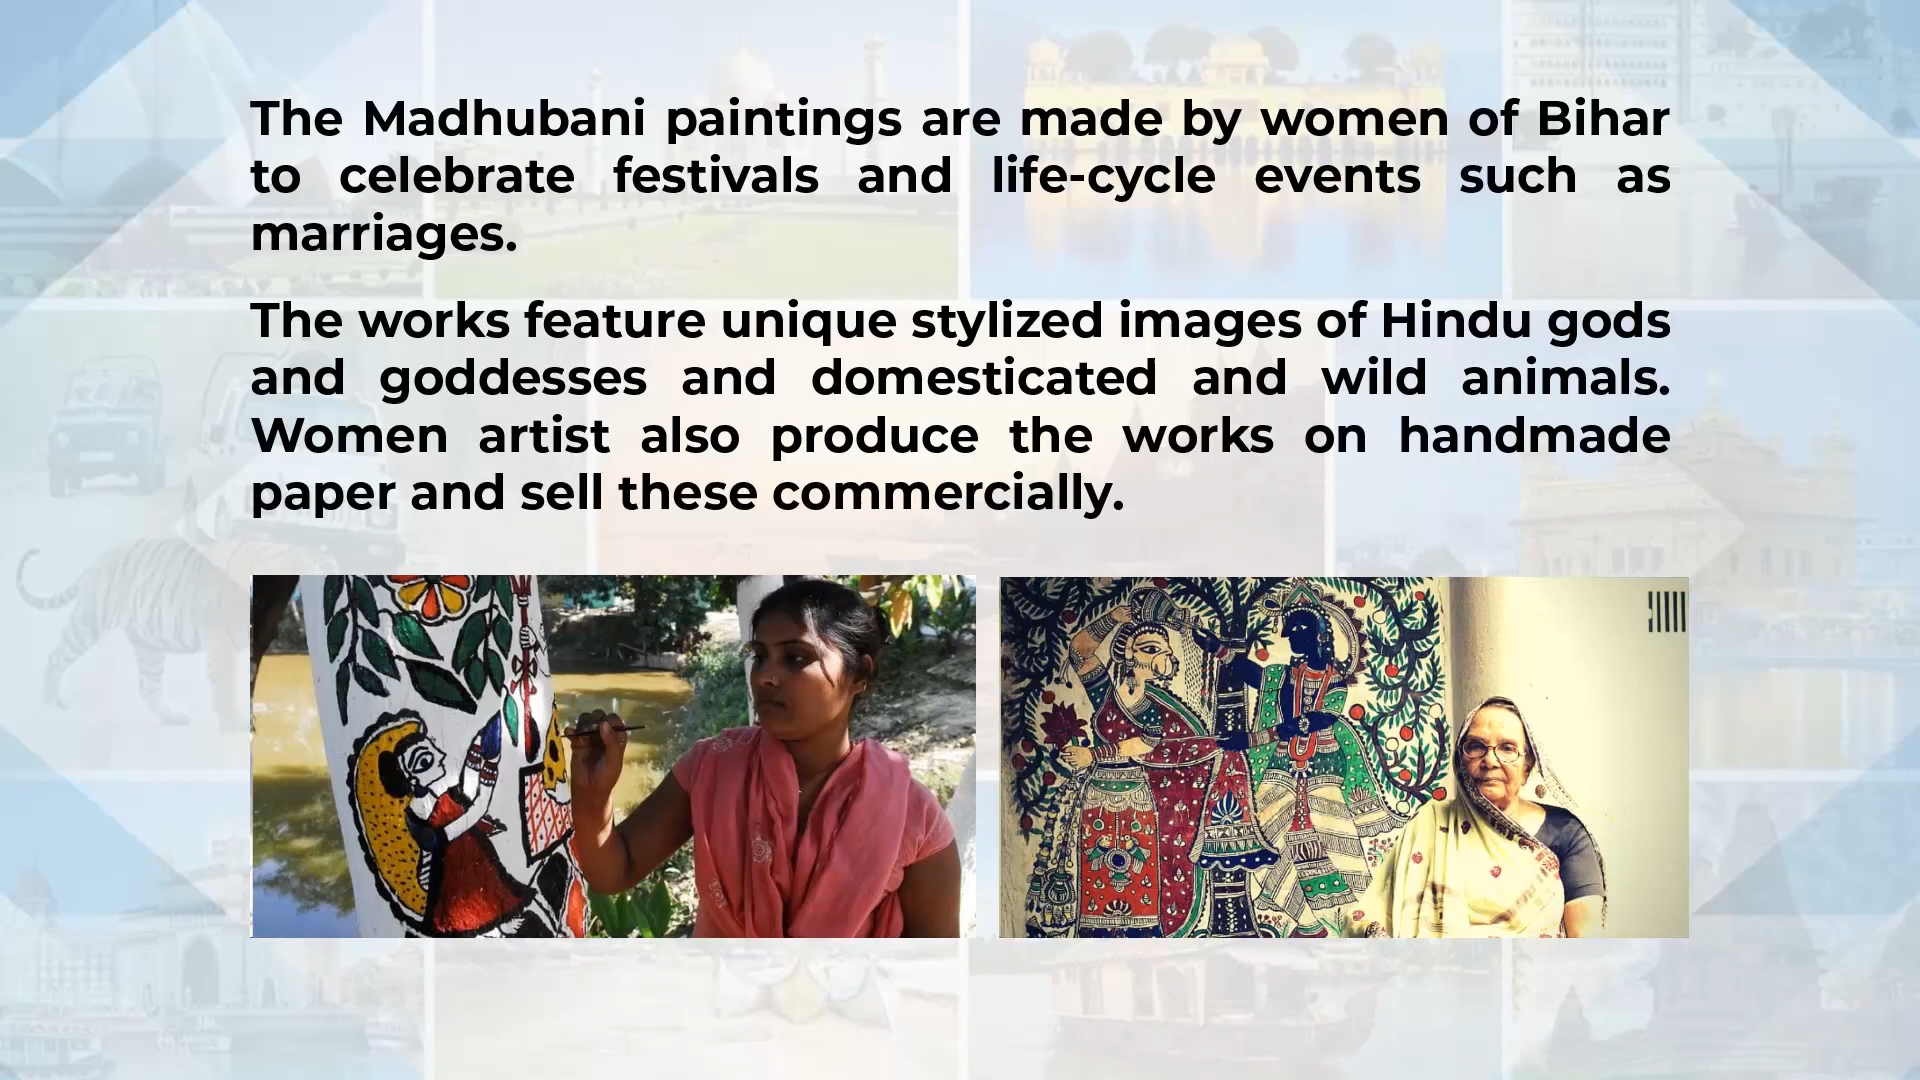 The Madhubani paintings are made by women of Bihar
to celebrate festivals and life-cycle events such as
marriages.
The works feature unique stylized images of Hindu gods
and goddesses and domesticated and wild animals.
Women artist also produce the works on handmade
paper and sell these commercially.